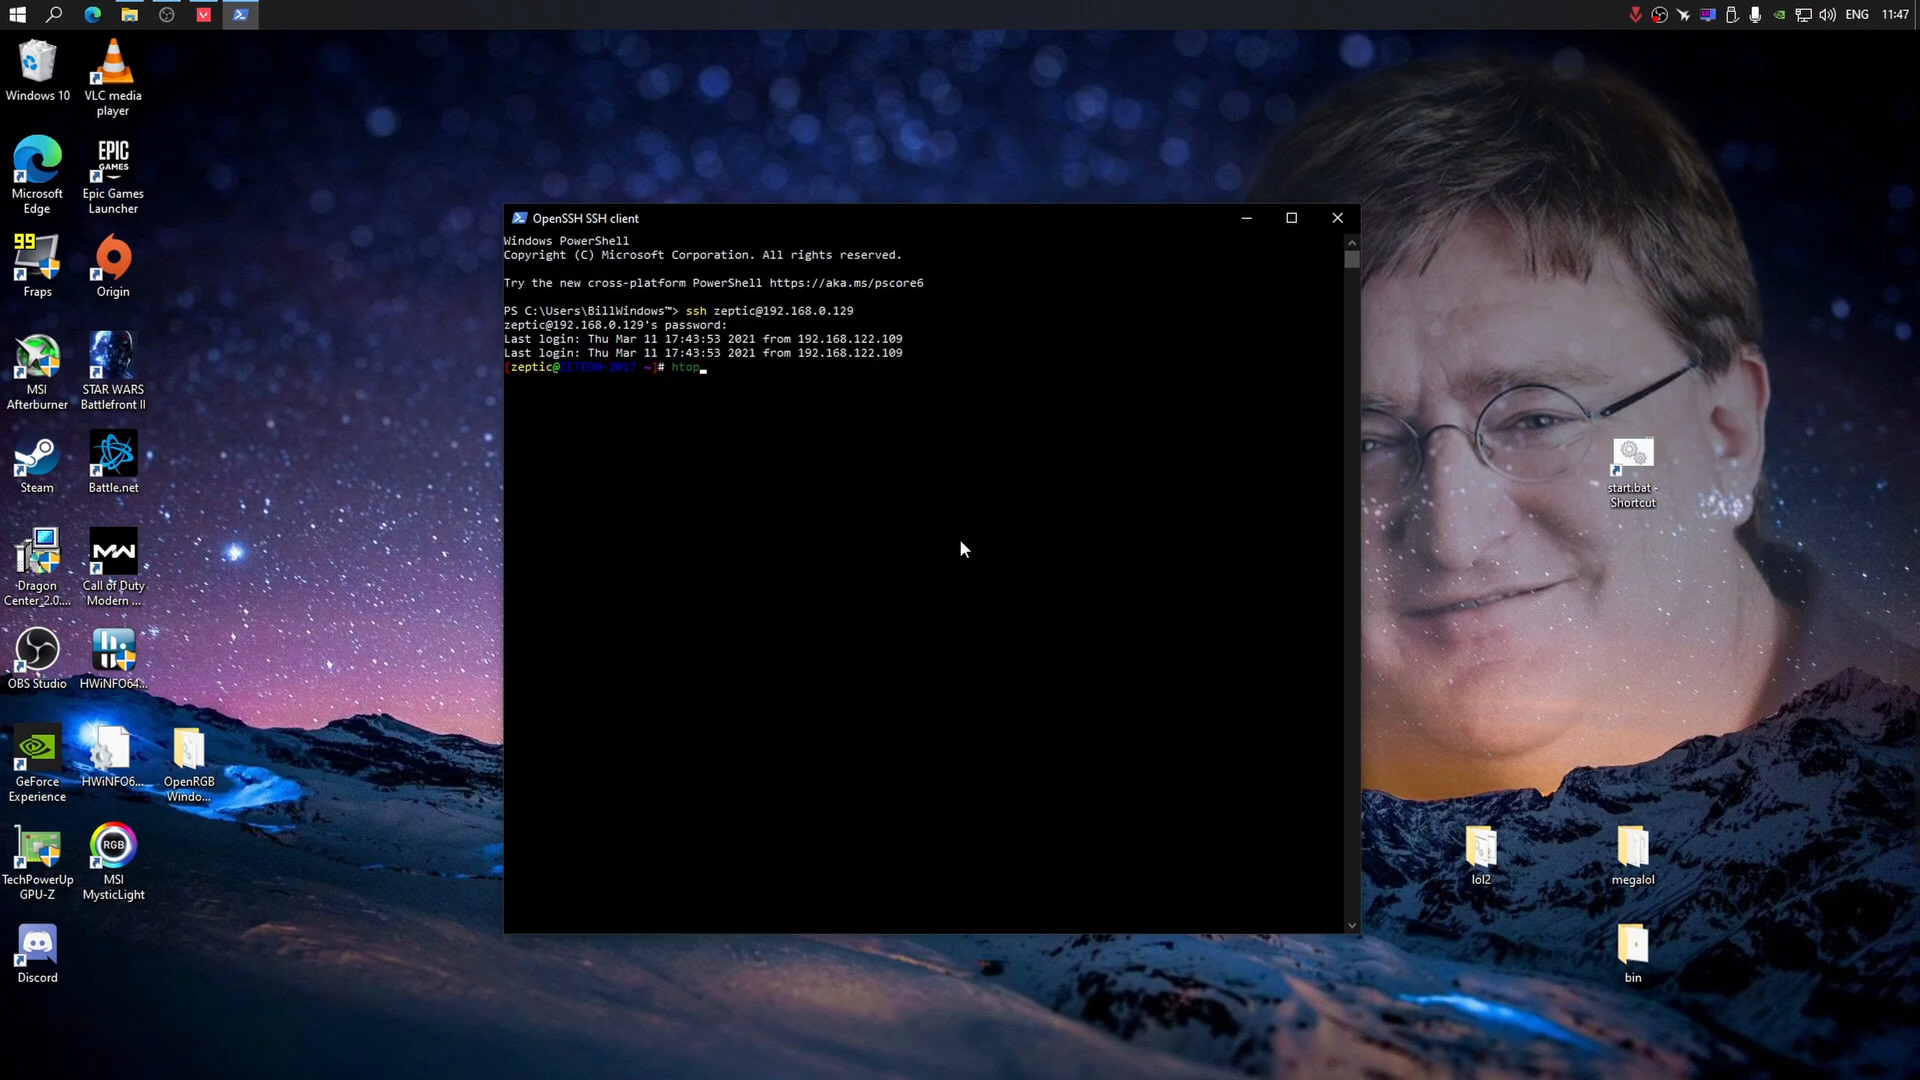 ENG 11:47
Windows 10
VLC media
player
EPIC
GAMES
Microsoft
Edge
Epic Games
Launcher
99
Fraps
Origin
MSI
Afterburner
STAR WARS
Battlefront II
Steam
Battle.net
Dragon
Center_2.0....
Call of Duty
Modern ...
OBS Studio
HWiNFO64...
GeForce
Experience
HWiNFO6...
OpenRGB
Windo...
TechPowerUp
GPU-Z
RGB
MSI
MysticLight
Discord
OpenSSH SSH client
Windows PowerShell
Copyright (C) Microsoft Corporation. All rights reserved.
Try the new cross-platform PowerShell https://aka.ms/pscore6
PS C:\Users\BillWindows™> ssh zeptic@192.168.0.129
zeptic@192.168.0.129's password:
Last login: Thu Mar 11 17:43:53 2021 from 192.168.122.109
Last login: Thu Mar 11 17:43:53 2021 from 192.168.122.109
[zeptic@ZETEON-2017 ~]# htop_
start.bat -
Shortcut
lol2
megalol
bin